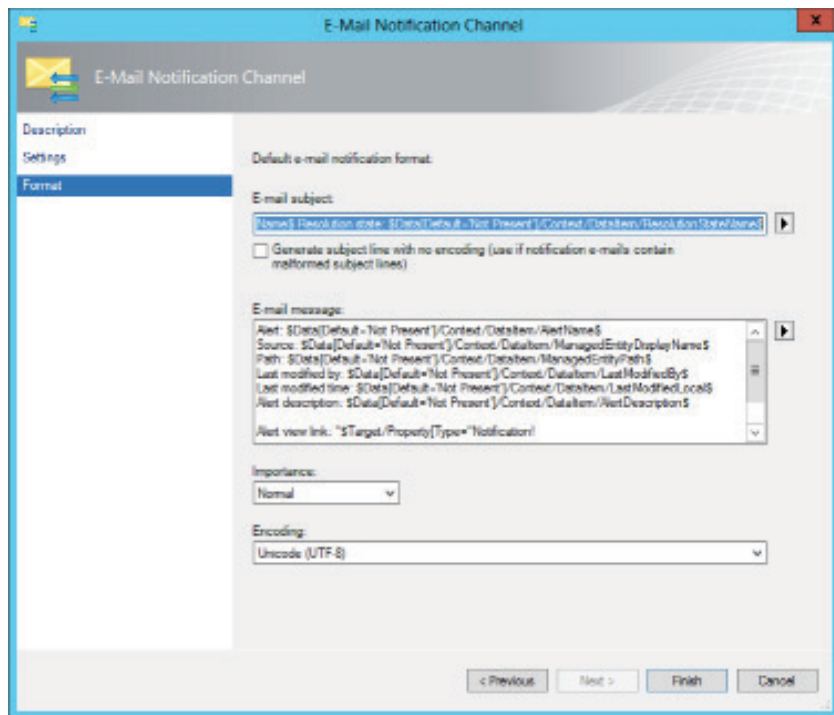 E-Mail Notification Channel
x
E-Mail Notification Channel
Description
Settings
Format
Default e-mail notification format:
E-mail subject:
Name$ Resolution state: $Data[Default='Not Present']/Context/DataItem/ResolutionStateName$
Generate subject line with no encoding (use if notification e-mails contain
malformed subject lines)
E-mail message:
Alert: $Data[Default='Not Present']/Context/DataItem/AlertName$
Source: $Data[Default='Not Present']/Context/DataItem/ManagedEntityDisplayName$
Path: $Data[Default='Not Present']/Context/DataItem/ManagedEntityPath$
Last modified by: $Data[Default='Not Present']/Context/DataItem/LastModifiedBy$
Last modified time: $Data[Default='Not Present']/Context/DataItem/LastModifiedLocal$
Alert description: $Data[Default='Not Present']/Context/DataItem/AlertDescription$
Alert view link: "$Target/Property[Type="Notification!
Importance:
Normal
Encoding:
Unicode (UTF-8)
< Previous
Next >
Finish
Cancel